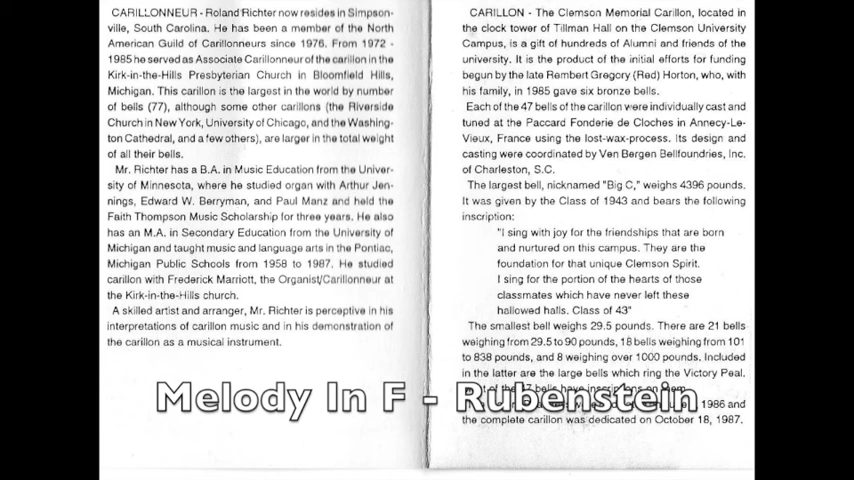 CARILLONNEUR - Roland Richter now resides in Simpson-
ville, South Carolina. He has been a member of the North
American Guild of Carillonneurs since 1976. From 1972 -
1985 he served as Associate Carillonneur of the carillon in the
Kirk-in-the-Hills Presbyterian Church in Bloomfield Hills,
Michigan. This carillon is the largest in the world by number
of bells (77), although some other carillons (the Riverside
Church in New York, University of Chicago, and the Washing-
ton Cathedral, and a few others), are larger in the total weight
of all their bells.
Mr. Richter has a B.A. in Music Education from the Univer-
sity of Minnesota, where he studied organ with Arthur Jen-
nings, Edward W. Berryman, and Paul Manz and held the
Faith Thompson Music Scholarship for three years. He also
has an M.A. in Secondary Education from the University of
Michigan and taught music and language arts in the Pontiac,
Michigan Public Schools from 1958 to 1987. He studied
carillon with Frederick Marriott, the Organist/Carillonneur at
the Kirk-in-the-Hills church.
A skilled artist and arranger, Mr. Richter is perceptive in his
interpretations of carillon music and in his demonstration of
the carillon as a musical instrument.
CARILLON - The Clemson Memorial Carillon, located in
the clock tower of Tillman Hall on the Clemson University
Campus, is a gift of hundreds of Alumni and friends of the
university. It is the product of the initial efforts for funding
begun by the late Rembert Gregory (Red) Horton, who, with
his family, in 1985 gave six bronze bells.
Each of the 47 bells of the carillon were individually cast and
tuned at the Paccard Fonderie de Cloches in Annecy-Le-
Vieux, France using the lost-wax-process. Its design and
casting were coordinated by Ven Bergen Bellfoundries, Inc.
of Charleston, S.C.
The largest bell, nicknamed "Big C," weighs 4396 pounds.
It was given by the Class of 1943 and bears the following
inscription:
"I sing with joy for the friendships that are born
and nurtured on this campus. They are the
foundation for that unique Clemson Spirit.
I sing for the portion of the hearts of those
classmates which have never left these
hallowed halls. Class of 43"
The smallest bell weighs 29.5 pounds. There are 21 bells
weighing from 29.5 to 90 pounds, 18 bells weighing from 101
to 838 pounds, and 8 weighing over 1000 pounds. Included
in the latter are the large bells which ring the Victory Peal.
of the 47 bells have inscriptions on them.
1986 and
the complete carillon was dedicated on October 18, 1987.
Melody In F - Rubenstein